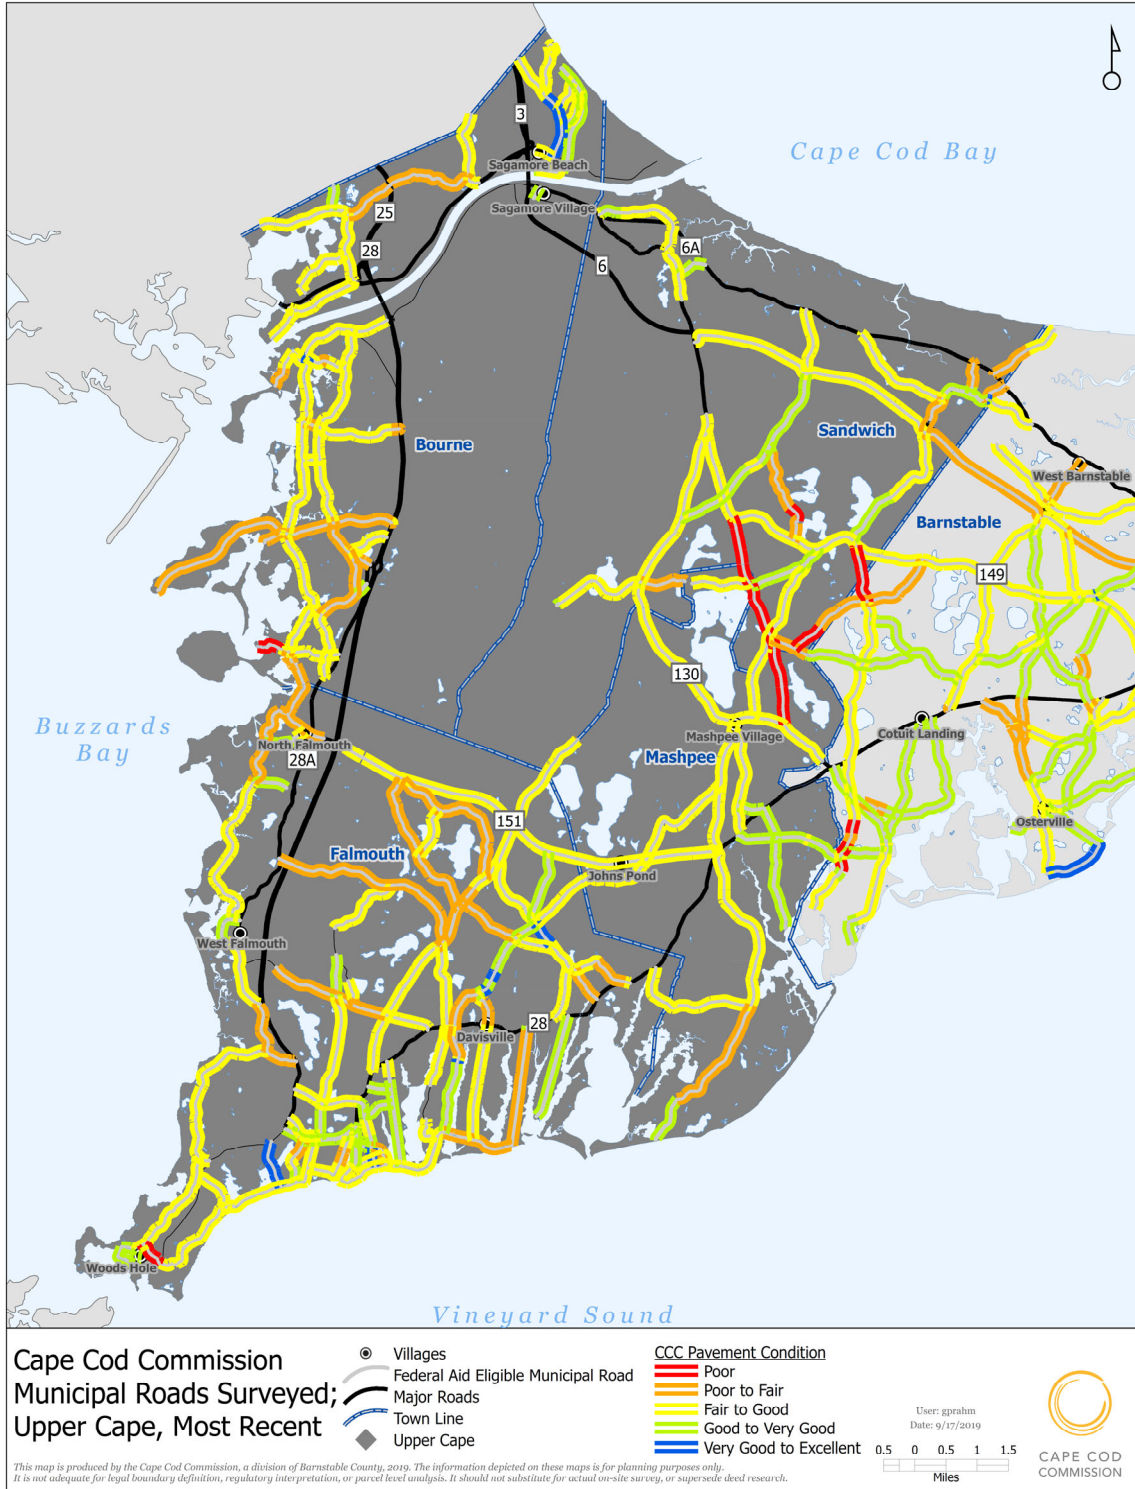 Cape Cod Bay
3
Sagamore Beach
Sagamore Village
25
28
6A
6
Bourne
Sandwich
West Barnstable
Barnstable
149
130
Buzzards
Bay
North Falmouth
28A
Mashpee Village
Cotuit Landing
Mashpee
151
Osterville
Falmouth
Johns Pond
West Falmouth
28
Davisville
Woods Hole
Vineyard Sound
Cape Cod Commission
Municipal Roads Surveyed;
Upper Cape, Most Recent
Villages
Federal Aid Eligible Municipal Road
Major Roads
Town Line
Upper Cape
CCC Pavement Condition
Poor
Poor to Fair
Fair to Good
Good to Very Good
Very Good to Excellent
User: gprahm
Date: 9/17/2019
0.5 0 0.5 1 1.5
Miles
CAPE COD
COMMISSION
This map is produced by the Cape Cod Commission, a division of Barnstable County, 2019. The information depicted on these maps is for planning purposes only.
It is not adequate for legal boundary definition, regulatory interpretation, or parcel level analysis. It should not substitute for actual on-site survey, or supersede deed research.